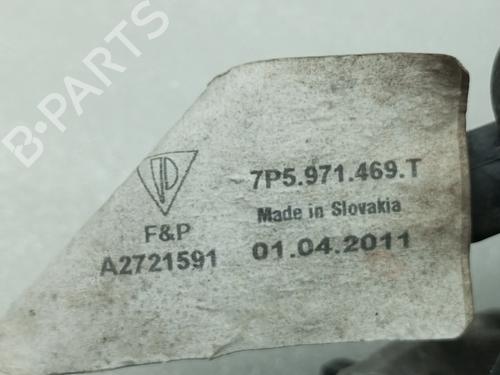 B-PARTS
7P5.971.469.T
Made in Slovakia
01.04.2011
F&P
A2721591